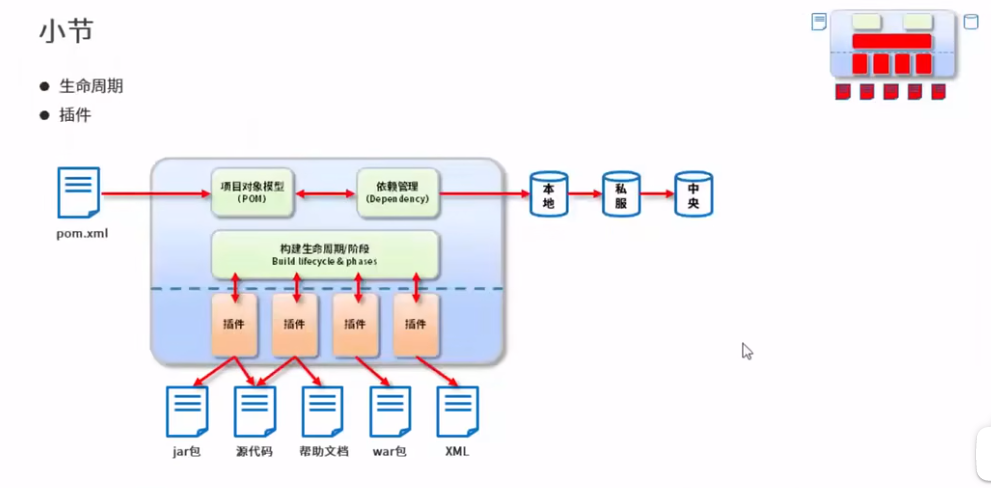 小节
生命周期
插件
pom.xml
项目对象模型
(POM)
依赖管理
(Dependency)
本地
私服
中央
构建生命周期/阶段
Build lifecycle & phases
插件
插件
插件
插件
jar包
源代码
帮助文档
war包
XML